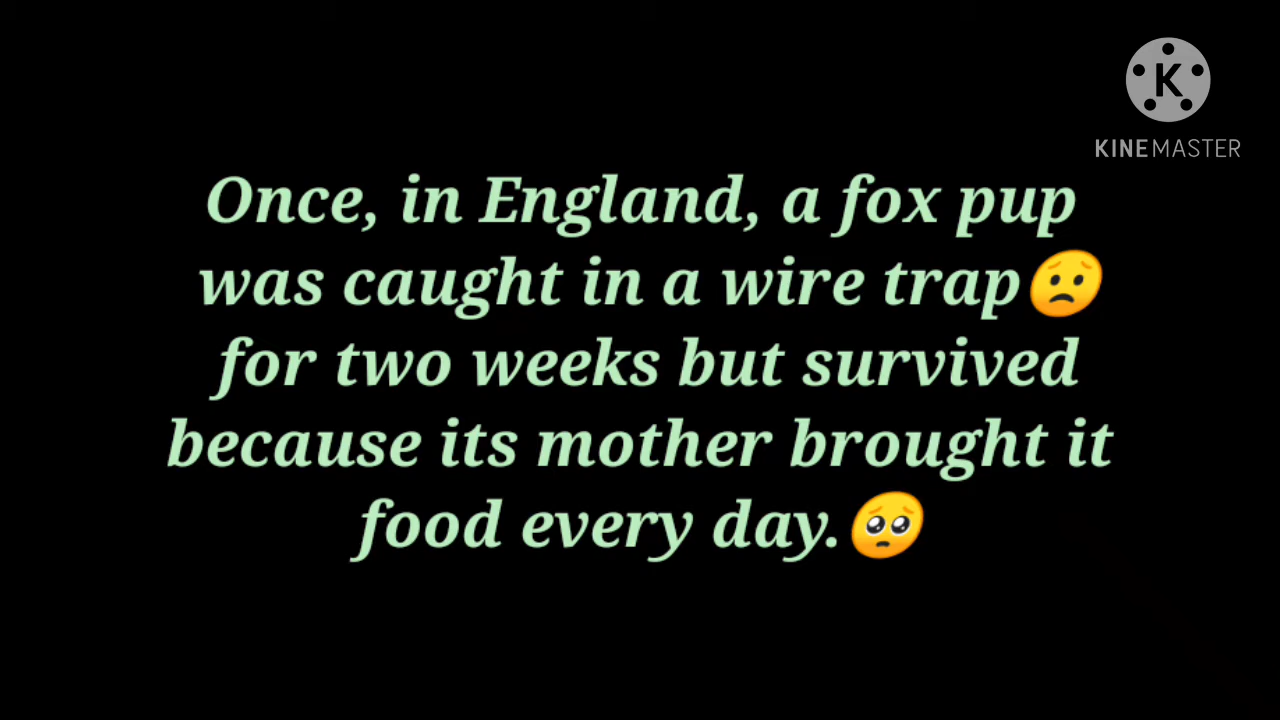 K
KINEMASTER
Once, in England, a fox pup
was caught in a wire trap😟
for two weeks but survived
because its mother brought it
food every day.🥺